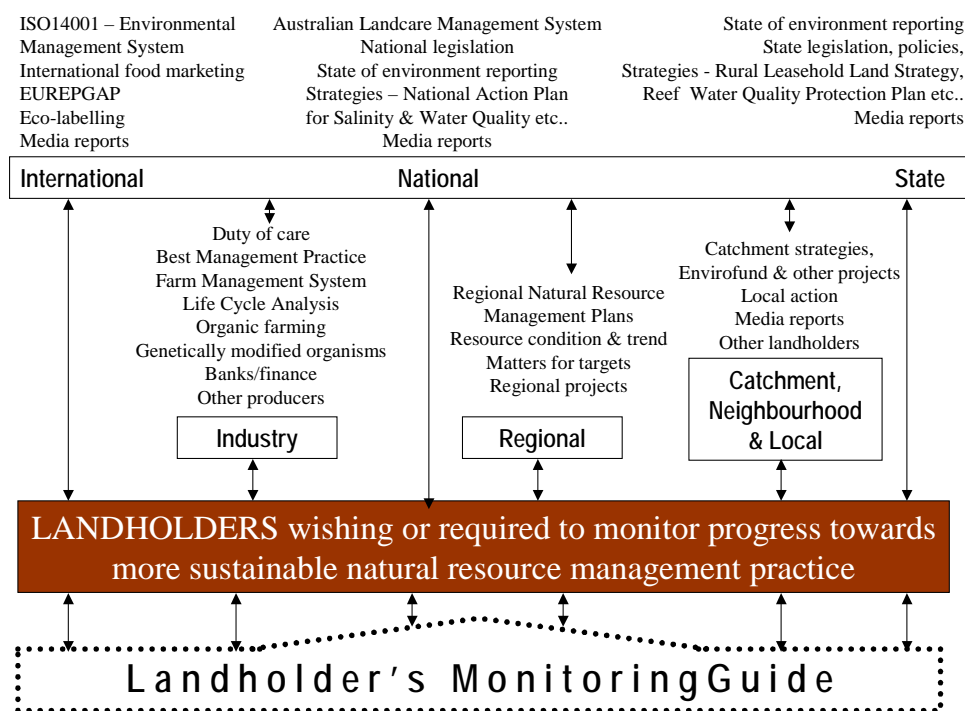 ISO14001 – Environmental
Management System
International food marketing
EUREPGAP
Eco-labelling
Media reports
Australian Landcare Management System
National legislation
State of environment reporting
Strategies – National Action Plan
for Salinity & Water Quality etc..
Media reports
State of environment reporting
State legislation, policies,
Strategies - Rural Leasehold Land Strategy,
Reef Water Quality Protection Plan etc..
Media reports
International
National
State
Duty of care
Best Management Practice
Farm Management System
Life Cycle Analysis
Organic farming
Genetically modified organisms
Banks/finance
Other producers
Industry
Regional Natural Resource
Management Plans
Resource condition & trend
Matters for targets
Regional projects
Regional
Catchment strategies,
Envirofund & other projects
Local action
Media reports
Other landholders
Catchment,
Neighbourhood
& Local
LANDHOLDERS wishing or required to monitor progress towards
more sustainable natural resource management practice
Landholder's MonitoringGuide